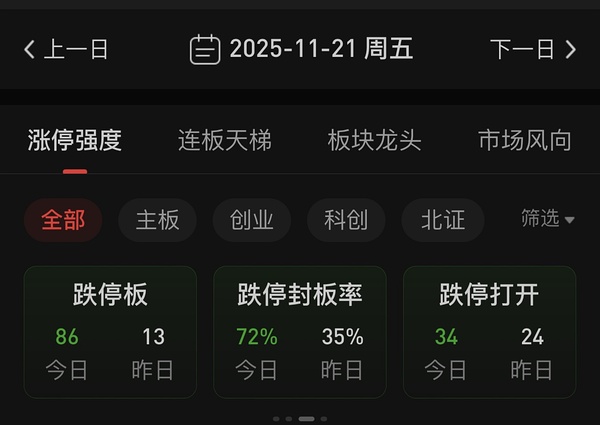 上一日 2025-11-21 周五 下一日
涨停强度 连板天梯 板块龙头 市场风向
全部 主板 创业 科创 北证 筛选
跌停板 跌停封板率 跌停打开
86 13 72% 35% 34 24
今日 昨日 今日 昨日 今日 昨日